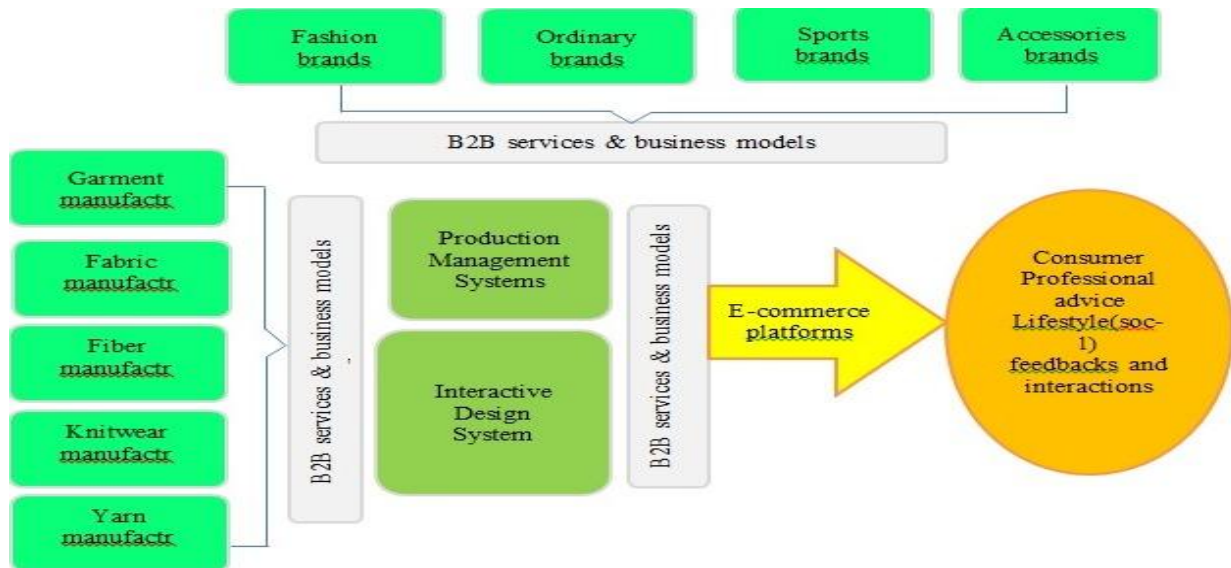 Fashion
brands
Ordinary
brands
Sports
brands
Accessories
brands
B2B services & business models
Garment
manufactr
Fabric
manufactr
Fiber
manufactr
Knitwear
manufactr
Yarn
manufactr
B2B services & business models ,
Production
Management
Systems
Interactive
Design
System
B2B services & business models
E-commerce
platforms
Consumer
Professional
advice
Lifestyle(soc-
l)
feedbacks and
interactions